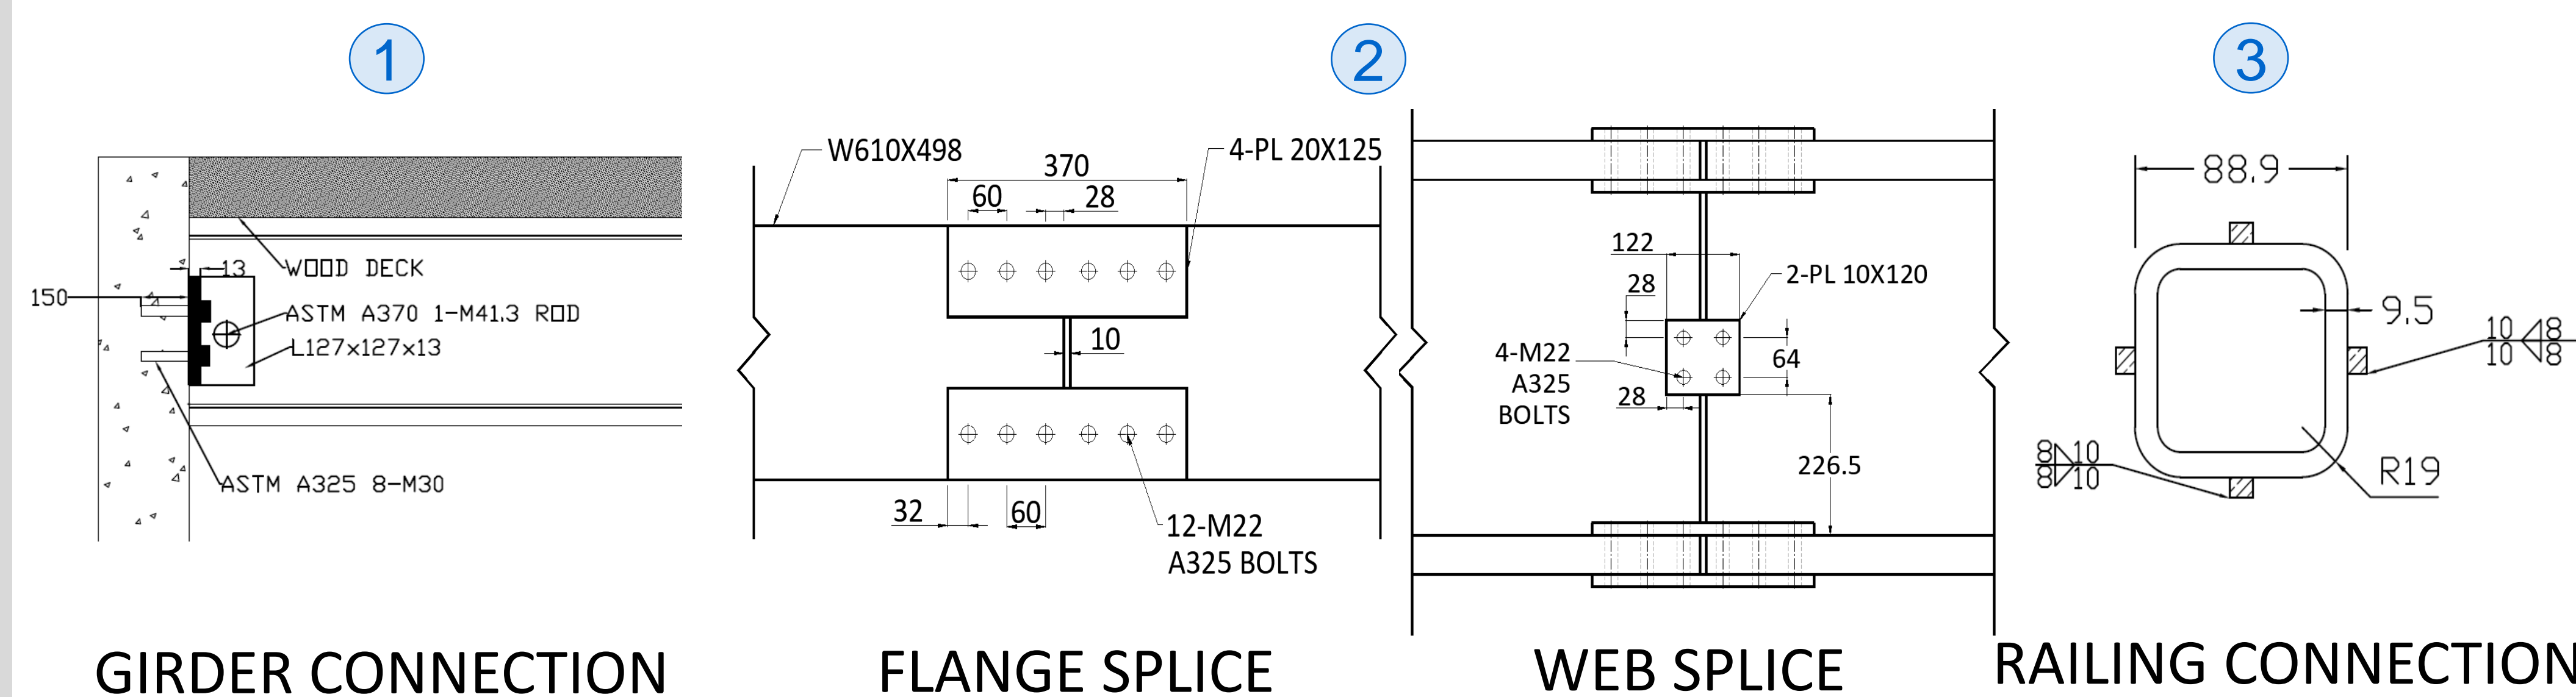 1
2
3
WOOD DECK
13
150
ASTM A370 1-M41.3 ROD
L127x127x13
ASTM A325 8-M30
GIRDER CONNECTION
W610X498
370
4-PL 20X125
60
28
10
32
60
12-M22
A325 BOLTS
FLANGE SPLICE
122
28
2-PL 10X120
4-M22
A325
BOLTS
64
28
226.5
WEB SPLICE
88.9
9.5
10 8
10 8
8 10
8 10
R19
RAILING CONNECTION